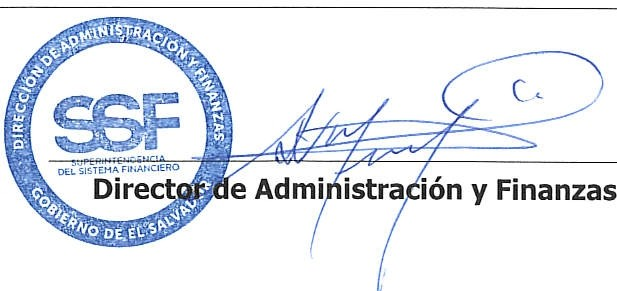 DIRECCIÓN DE ADMINISTRACIÓN Y FINANZAS
SSF
SUPERINTENDENCIA
DEL SISTEMA FINANCIERO
GOBIERNO DE EL SALVADOR
Director de Administración y Finanzas